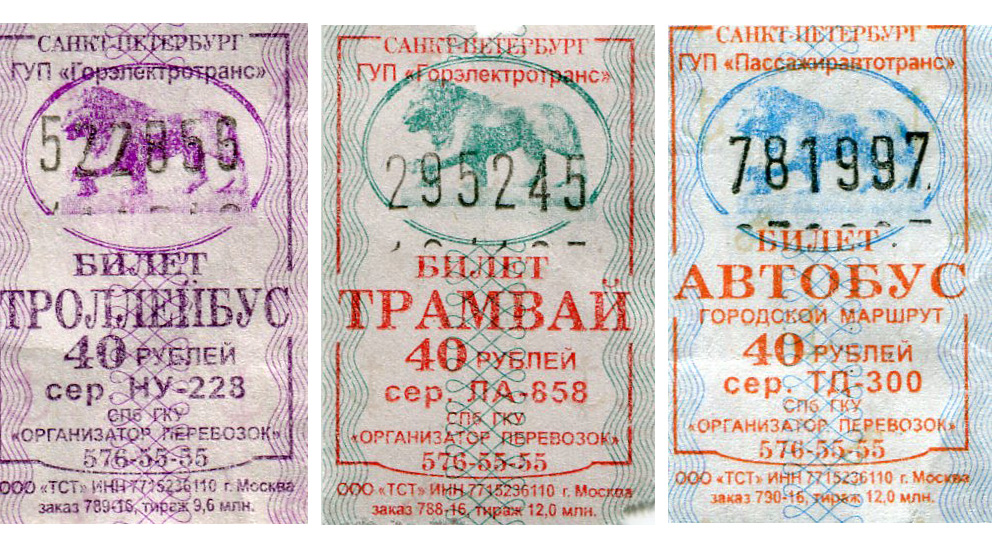 САНКТ-ПЕТЕРБУРГ
ГУП «Горэлектротранс»
522859
БИЛЕТ
ТРОЛЛЕЙБУС
40 РУБЛЕЙ
сер. НУ-228
СПб ГКУ
«ОРГАНИЗАТОР ПЕРЕВОЗОК»
576-55-55
ООО «ТСТ» ИНН 7715236110 г. Москва
заказ 789-16, тираж 9,6 млн.
САНКТ-ПЕТЕРБУРГ
ГУП «Горэлектротранс»
295245
БИЛЕТ
ТРАМВАЙ
40 РУБЛЕЙ
сер. ЛА-858
СПб ГКУ
«ОРГАНИЗАТОР ПЕРЕВОЗОК»
576-55-55
ООО «ТСТ» ИНН 7715236110 г. Москва
заказ 788-16, тираж 12,0 млн.
САНКТ-ПЕТЕРБУРГ
ГУП «Пассажиравтотранс»
781997
БИЛЕТ
АВТОБУС
ГОРОДСКОЙ МАРШРУТ
40 РУБЛЕЙ
сер. ТД-300
СПб ГКУ
«ОРГАНИЗАТОР ПЕРЕВОЗОК»
576-55-55
ООО «ТСТ» ИНН 7715236110 г. Москва
заказ 790-16, тираж 12,0 млн.